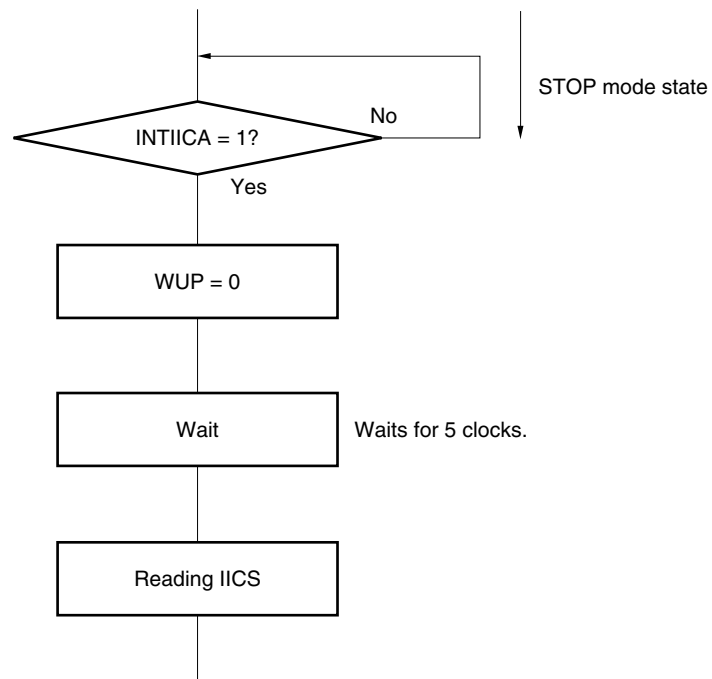 STOP mode state
No
INTIICA = 1?
Yes
WUP = 0
Wait
Waits for 5 clocks.
Reading IICS